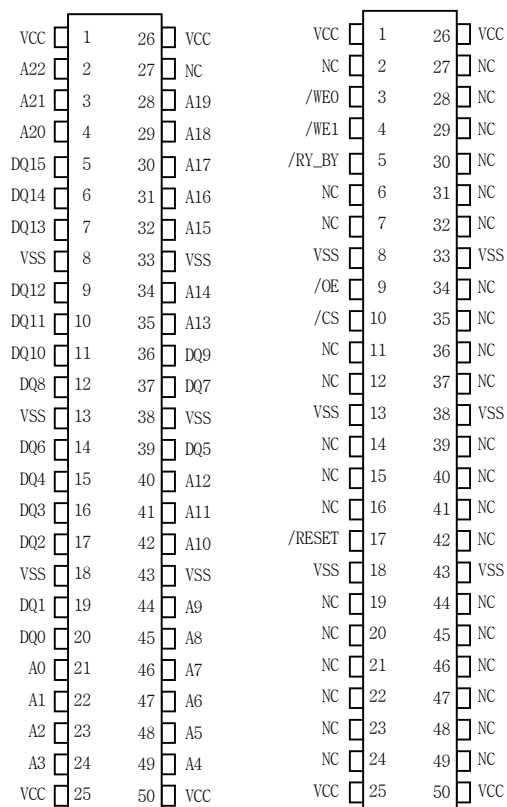 VCC 1 26 VCC VCC 1 26 VCC
A22 2 27 NC NC 2 27 NC
A21 3 28 A19 /WE0 3 28 NC
A20 4 29 A18 /WE1 4 29 NC
DQ15 5 30 A17 /RY_BY 5 30 NC
DQ14 6 31 A16 NC 6 31 NC
DQ13 7 32 A15 NC 7 32 NC
VSS 8 33 VSS VSS 8 33 VSS
DQ12 9 34 A14 /OE 9 34 NC
DQ11 10 35 A13 /CS 10 35 NC
DQ10 11 36 DQ9 NC 11 36 NC
DQ8 12 37 DQ7 NC 12 37 NC
VSS 13 38 VSS VSS 13 38 VSS
DQ6 14 39 DQ5 NC 14 39 NC
DQ4 15 40 A12 NC 15 40 NC
DQ3 16 41 A11 NC 16 41 NC
DQ2 17 42 A10 /RESET 17 42 NC
VSS 18 43 VSS VSS 18 43 VSS
DQ1 19 44 A9 NC 19 44 NC
DQ0 20 45 A8 NC 20 45 NC
A0 21 46 A7 NC 21 46 NC
A1 22 47 A6 NC 22 47 NC
A2 23 48 A5 NC 23 48 NC
A3 24 49 A4 NC 24 49 NC
VCC 25 50 VCC VCC 25 50 VCC